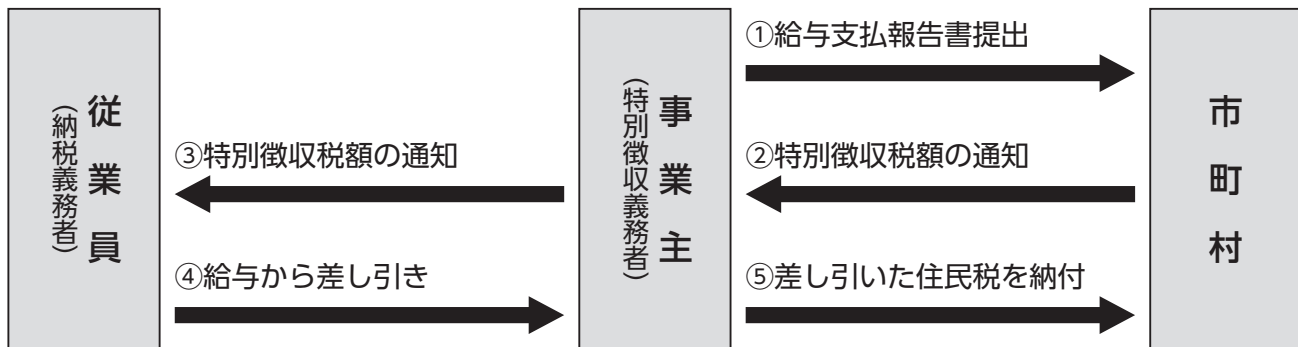 従業員
（納税義務者）
③特別徴収税額の通知
④給与から差し引き
事業主
（特別徴収義務者）
①給与支払報告書提出
②特別徴収税額の通知
⑤差し引いた住民税を納付
市町村